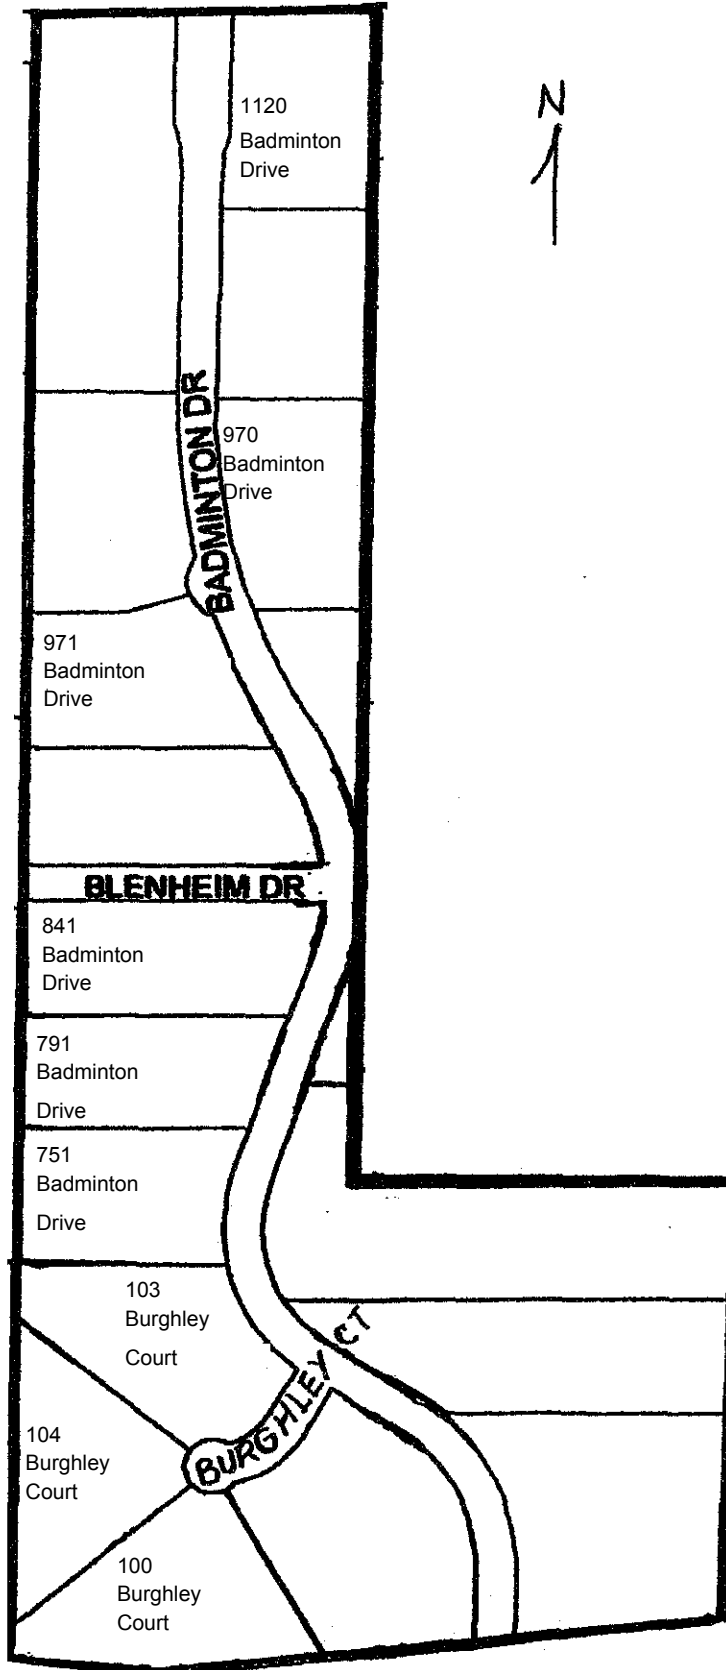 1120
Badminton
Drive
N
BADMINTON DR
970
Badminton
Drive
971
Badminton
Drive
BLENHEIM DR
841
Badminton
Drive
791
Badminton
Drive
751
Badminton
Drive
103
Burghley
Court
BURGHLEY CT
104
Burghley
Court
100
Burghley
Court